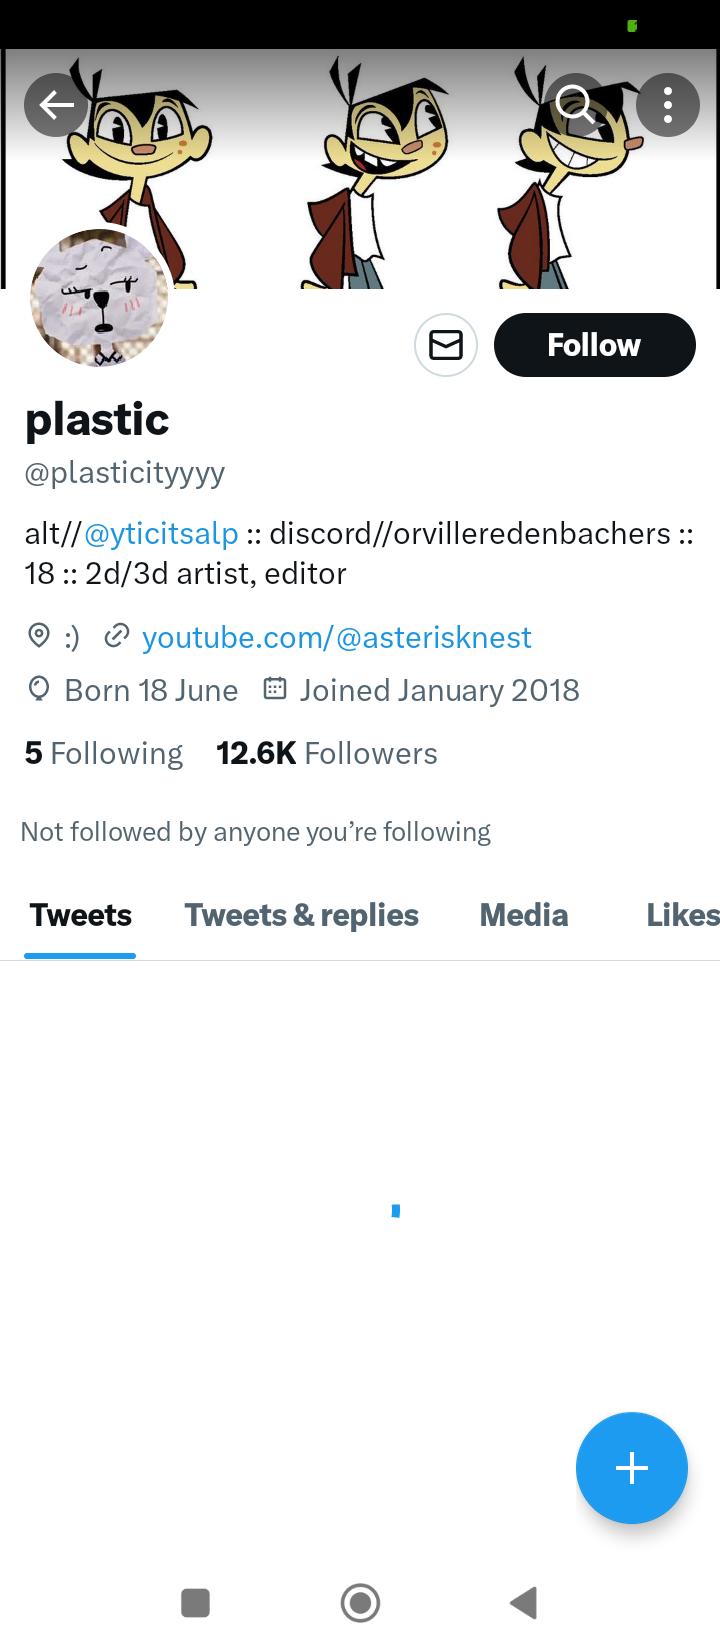 Follow
plastic
@plasticityyyy
alt//@yticitsalp :: discord//orvilleredenbachers ::
18 :: 2d/3d artist, editor
:) youtube.com/@asterisknest
Born 18 June Joined January 2018
5 Following 12.6K Followers
Not followed by anyone you’re following
Tweets Tweets & replies Media Likes